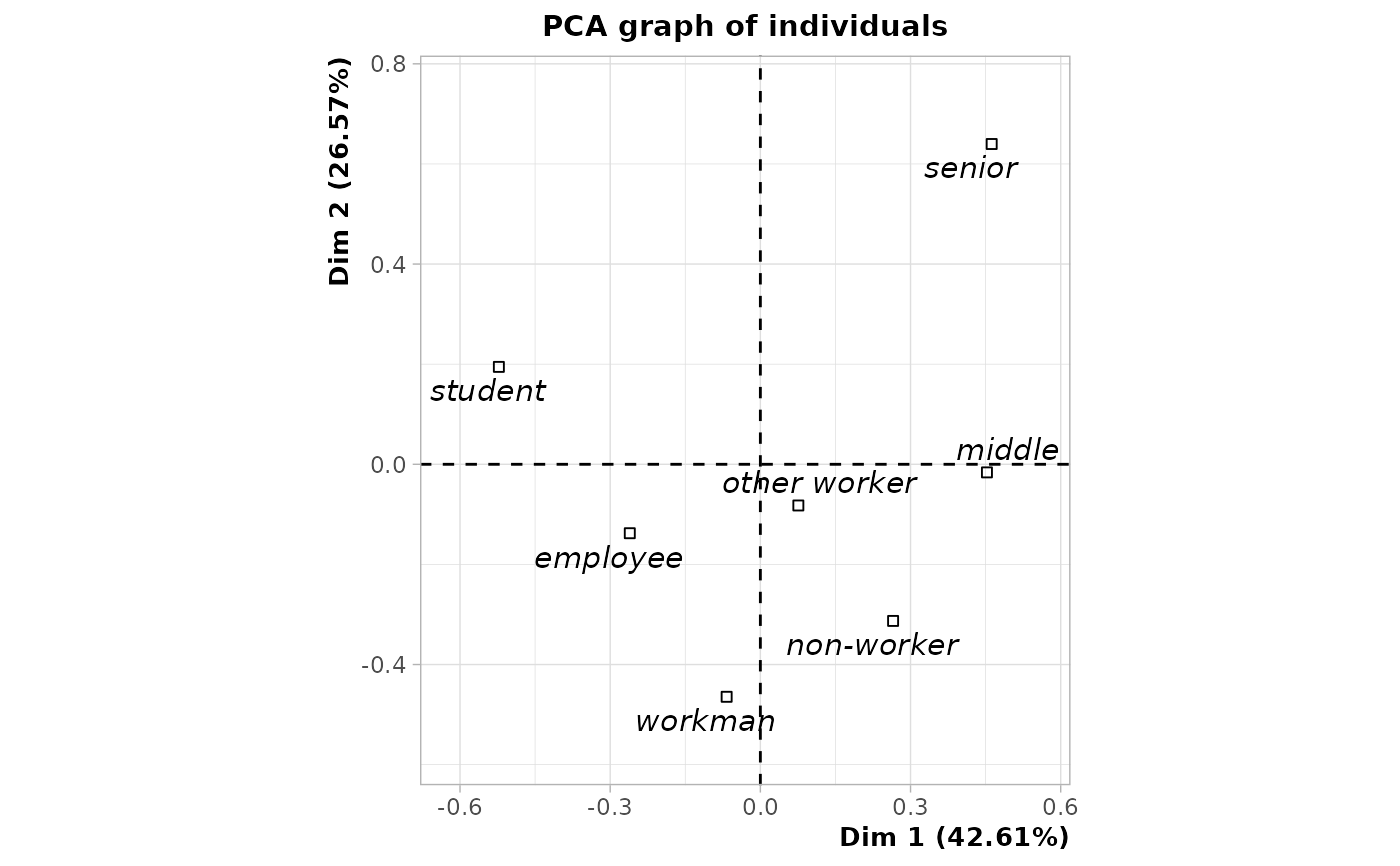 PCA graph of individuals
Dim 2 (26.57%)
0.8
0.4
0.0
-0.4
senior
student
middle
other worker
employee
non-worker
workman
-0.6
-0.3
0.0
0.3
0.6
Dim 1 (42.61%)